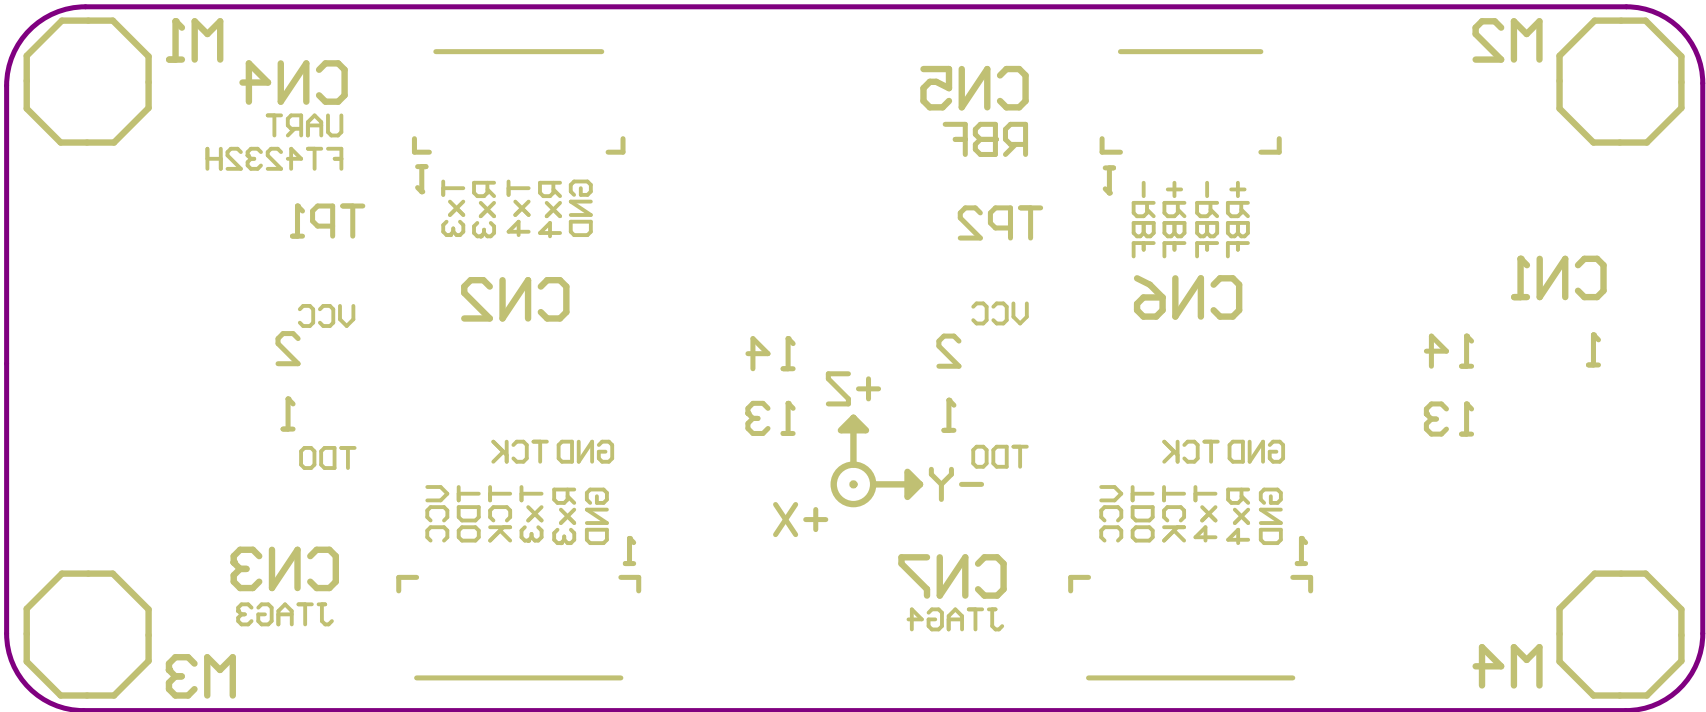 M1
M2
CN4
UART
FT4232H
CN5
RBF
1
Tx3
Rx3
Tx4
Rx4
GND
1
-RBF
+RBF
-RBF
+RBF
TP1
TP2
CN2
CN6
CN1
VCC
2
VCC
2
14
14
1
+Z
1
13
1
13
TDO
TCK
GND
TDO
TCK
GND
-Y
+X
VCC
TDO
TCK
Tx3
Rx3
GND
1
VCC
TDO
TCK
Tx4
Rx4
GND
1
CN3
JTAG3
CN7
JTAG4
M3
M4